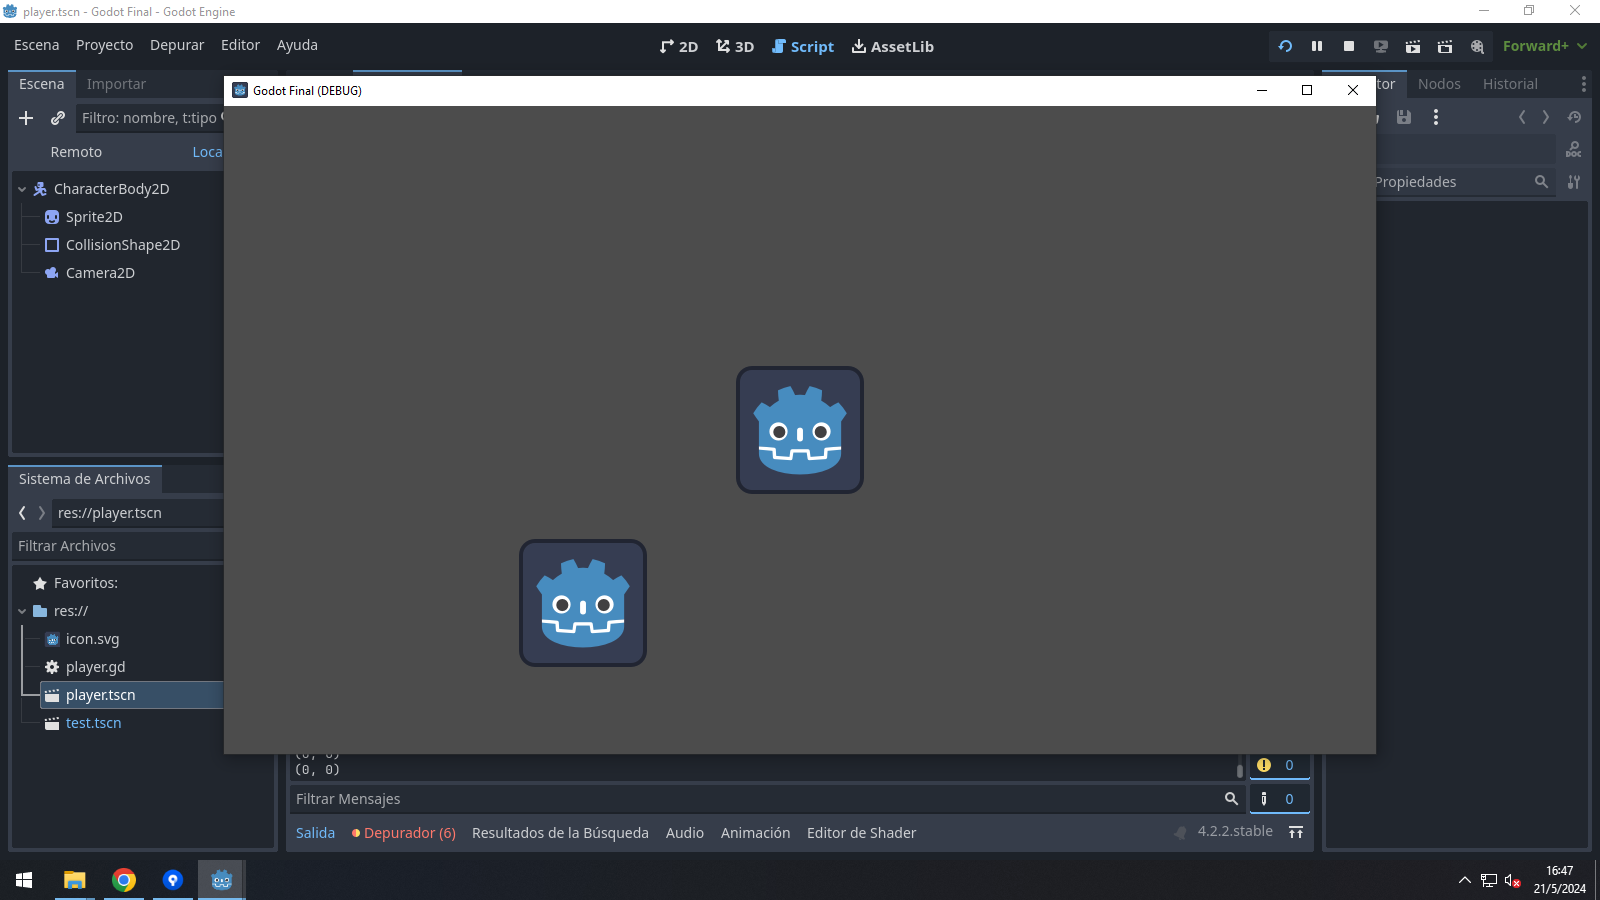 player.tscn - Godot Final - Godot Engine
Escena Proyecto Depurar Editor Ayuda
2D 3D Script AssetLib
Forward+
Escena Importar
Godot Final (DEBUG)
Nodos Historial
Filtro: nombre, t:tipo
Remoto
CharacterBody2D
Sprite2D
CollisionShape2D
Camera2D
DOC
Propiedades
Sistema de Archivos
res://player.tscn
Filtrar Archivos
Favoritos:
res://
icon.svg
player.gd
player.tscn
test.tscn
(0, 0)
(0, 0)
0
Filtrar Mensajes
0
Salida Depurador (6) Resultados de la Búsqueda Audio Animación Editor de Shader
4.2.2.stable
16:47
21/5/2024